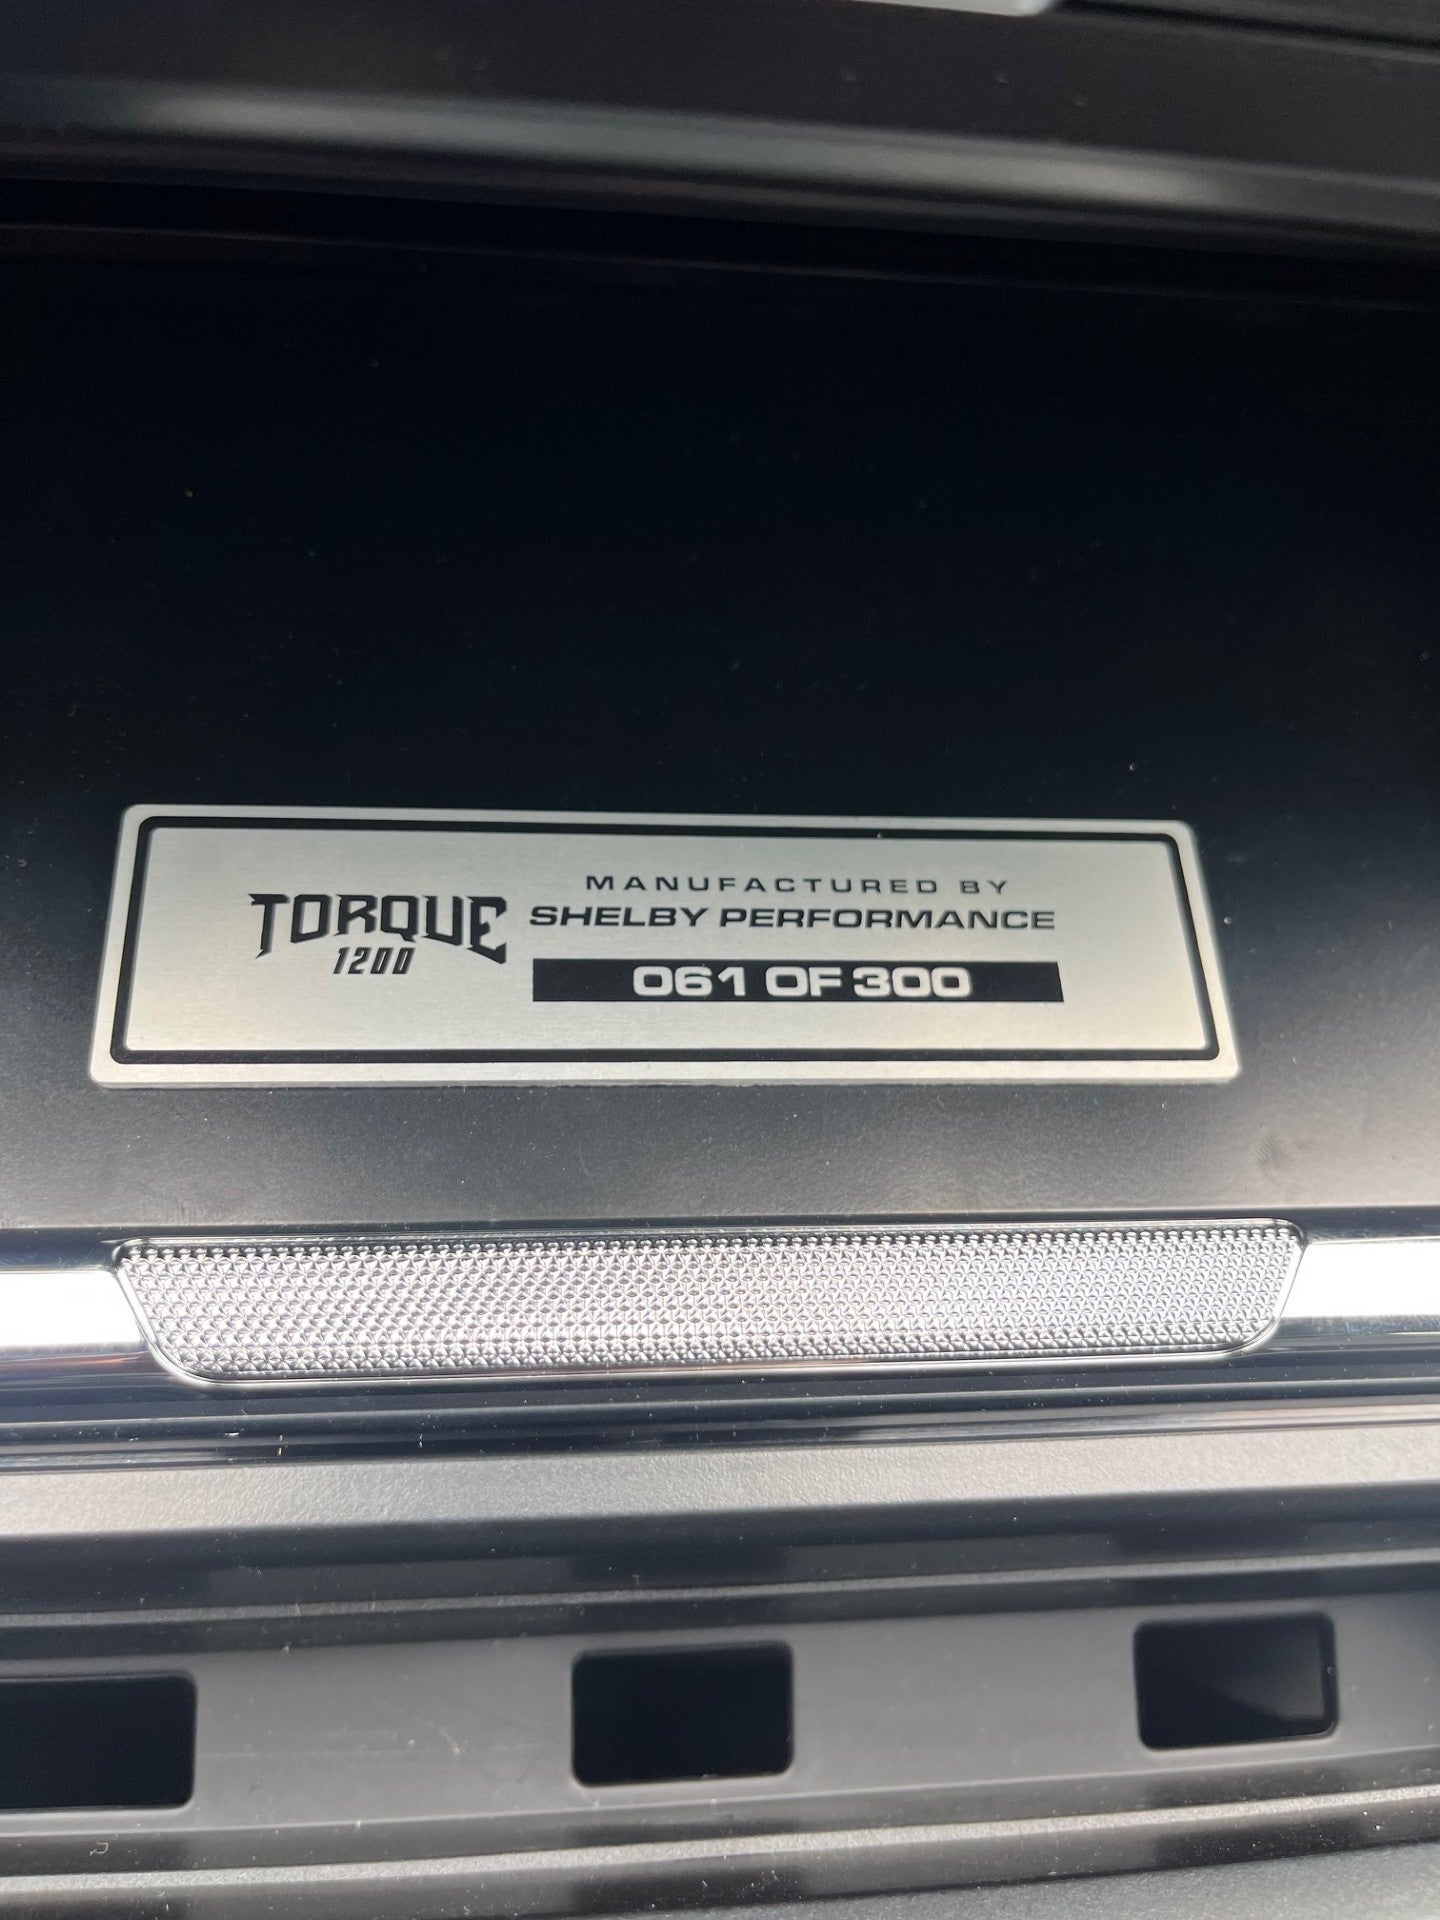 TORQUE
1200
MANUFACTURED BY
SHELBY PERFORMANCE
061 OF 300